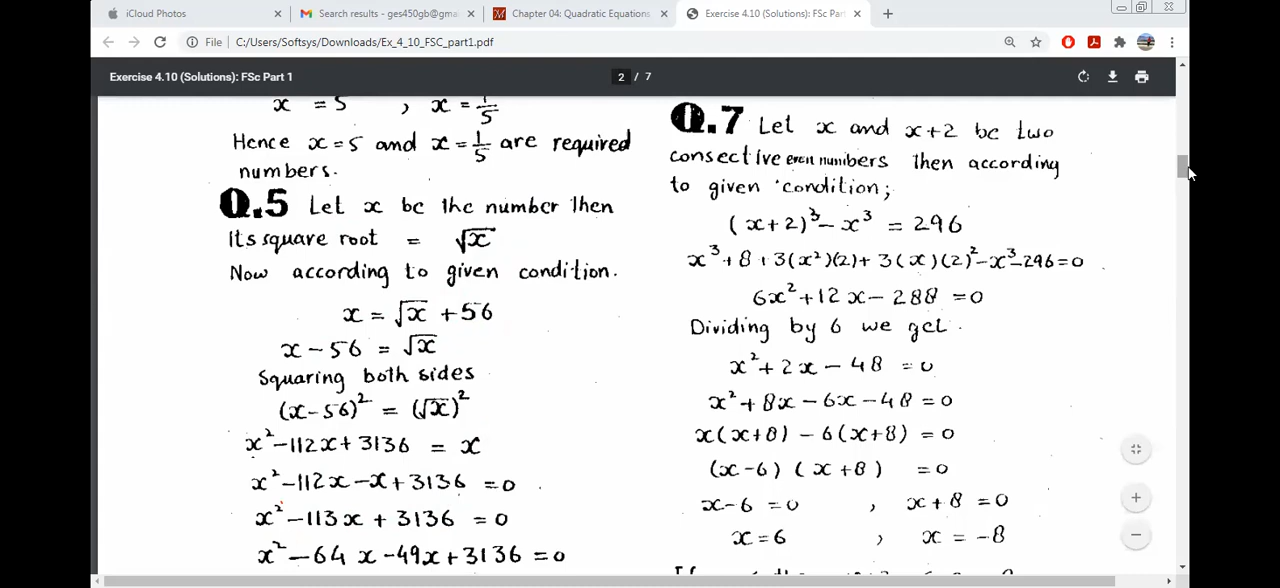 iCloud Photos
Search results - ges450gb@gmai
Chapter 04: Quadratic Equations
Exercise 4.10 (Solutions): FSc Part
File C:/Users/Softsys/Downloads/Ex_4_10_FSC_part1.pdf
Exercise 4.10 (Solutions): FSc Part 1
2 / 7
x = 5 , x = 1/5
Hence x = 5 and x = 1/5 are required
numbers.
Q.5 Let x be the number then
Its square root = √x
Now according to given condition.
x = √x + 56
x - 56 = √x
Squaring both sides
(x-56)² = (√x)²
x² - 112x + 3136 = x
x² - 112x - x + 3136 = 0
x² - 113x + 3136 = 0
x² - 64x - 49x + 3136 = 0
Q.7 Let x and x+2 be two
consective even numbers then according
to given condition;
(x+2)³ - x³ = 296
x³ + 8 + 3(x²)(2) + 3(x)(2)² - x³ - 296 = 0
6x² + 12x - 288 = 0
Dividing by 6 we get.
x² + 2x - 48 = 0
x² + 8x - 6x - 48 = 0
x(x+8) - 6(x+8) = 0
(x-6)(x+8) = 0
x - 6 = 0 , x + 8 = 0
x = 6 , x = -8